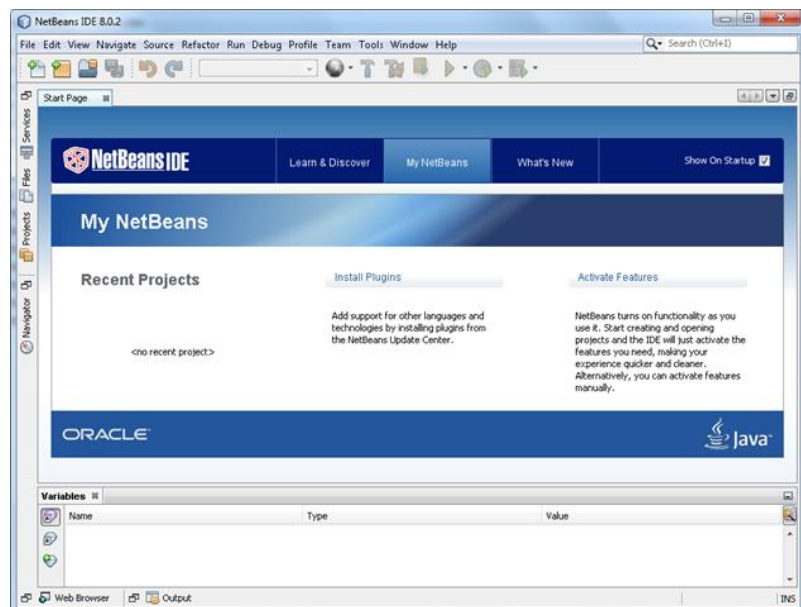 NetBeans IDE 8.0.2
File Edit View Navigate Source Refactor Run Debug Profile Team Tools Window Help
Search (Ctrl+I)
Start Page
Services
Files
Projects
Navigator
NetBeans IDE
Learn & Discover
My NetBeans
What's New
Show On Startup
My NetBeans
Recent Projects
<no recent project>
Install Plugins
Add support for other languages and
technologies by installing plugins from
the NetBeans Update Center.
Activate Features
NetBeans turns on functionality as you
use it. Start creating and opening
projects and the IDE will just activate the
features you need, making your
experience quicker and cleaner.
Alternatively, you can activate features
manually.
ORACLE
Java
Variables
Name Type Value
Web Browser Output
INS